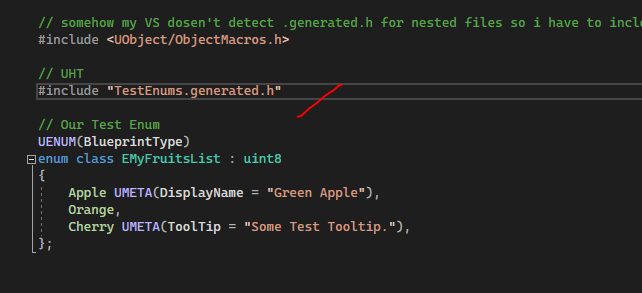 // somehow my VS dosen't detect .generated.h for nested files so i have to
#include <UObject/ObjectMacros.h>
// UHT
#include "TestEnums.generated.h"
// Our Test Enum
UENUM(BlueprintType)
enum class EMyFruitsList : uint8
{
Apple UMETA(DisplayName = "Green Apple"),
Orange,
Cherry UMETA(ToolTip = "Some Test Tooltip."),
};